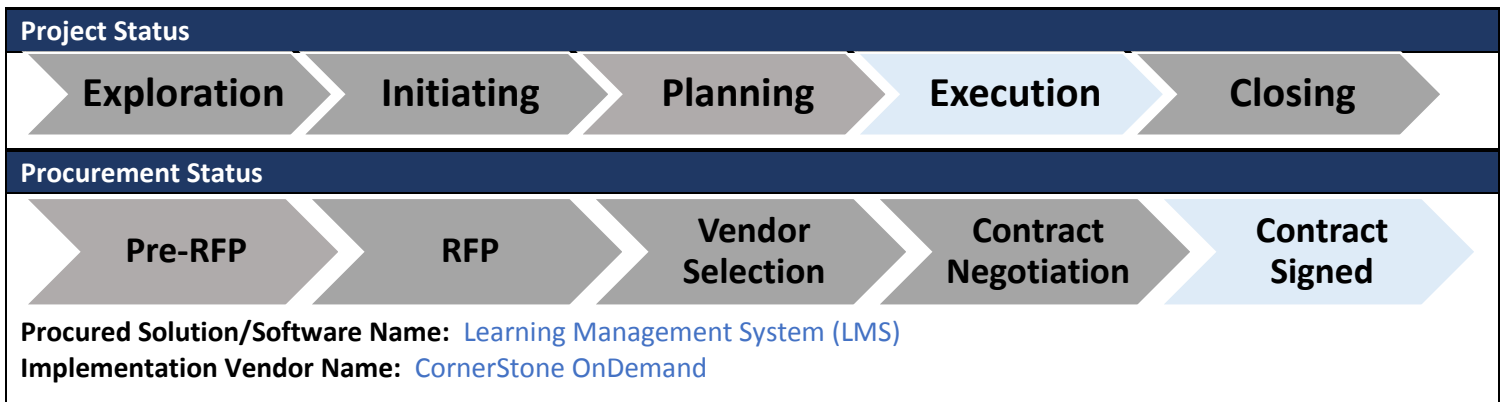 Project Status
Exploration Initiating Planning Execution Closing
Procurement Status
Pre-RFP RFP Vendor Selection Contract Negotiation Contract Signed
Procured Solution/Software Name: Learning Management System (LMS)
Implementation Vendor Name: CornerStone OnDemand